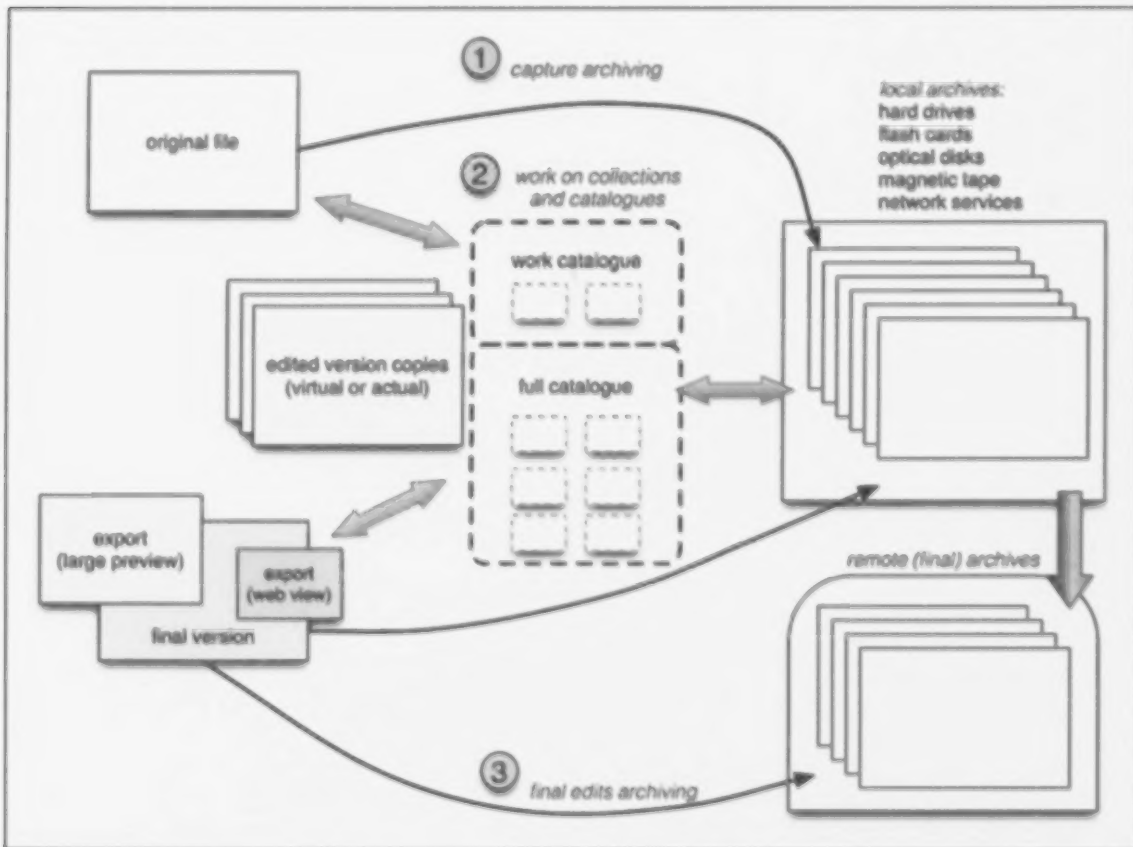 1 capture archiving
original file
local archives:
hard drives
flash cards
optical disks
magnetic tape
network services
2 work on collections
and catalogues
work catalogue
edited version copies
(virtual or actual)
full catalogue
export
(large preview)
export
(web view)
final version
remote (final) archives
3 final edits archiving